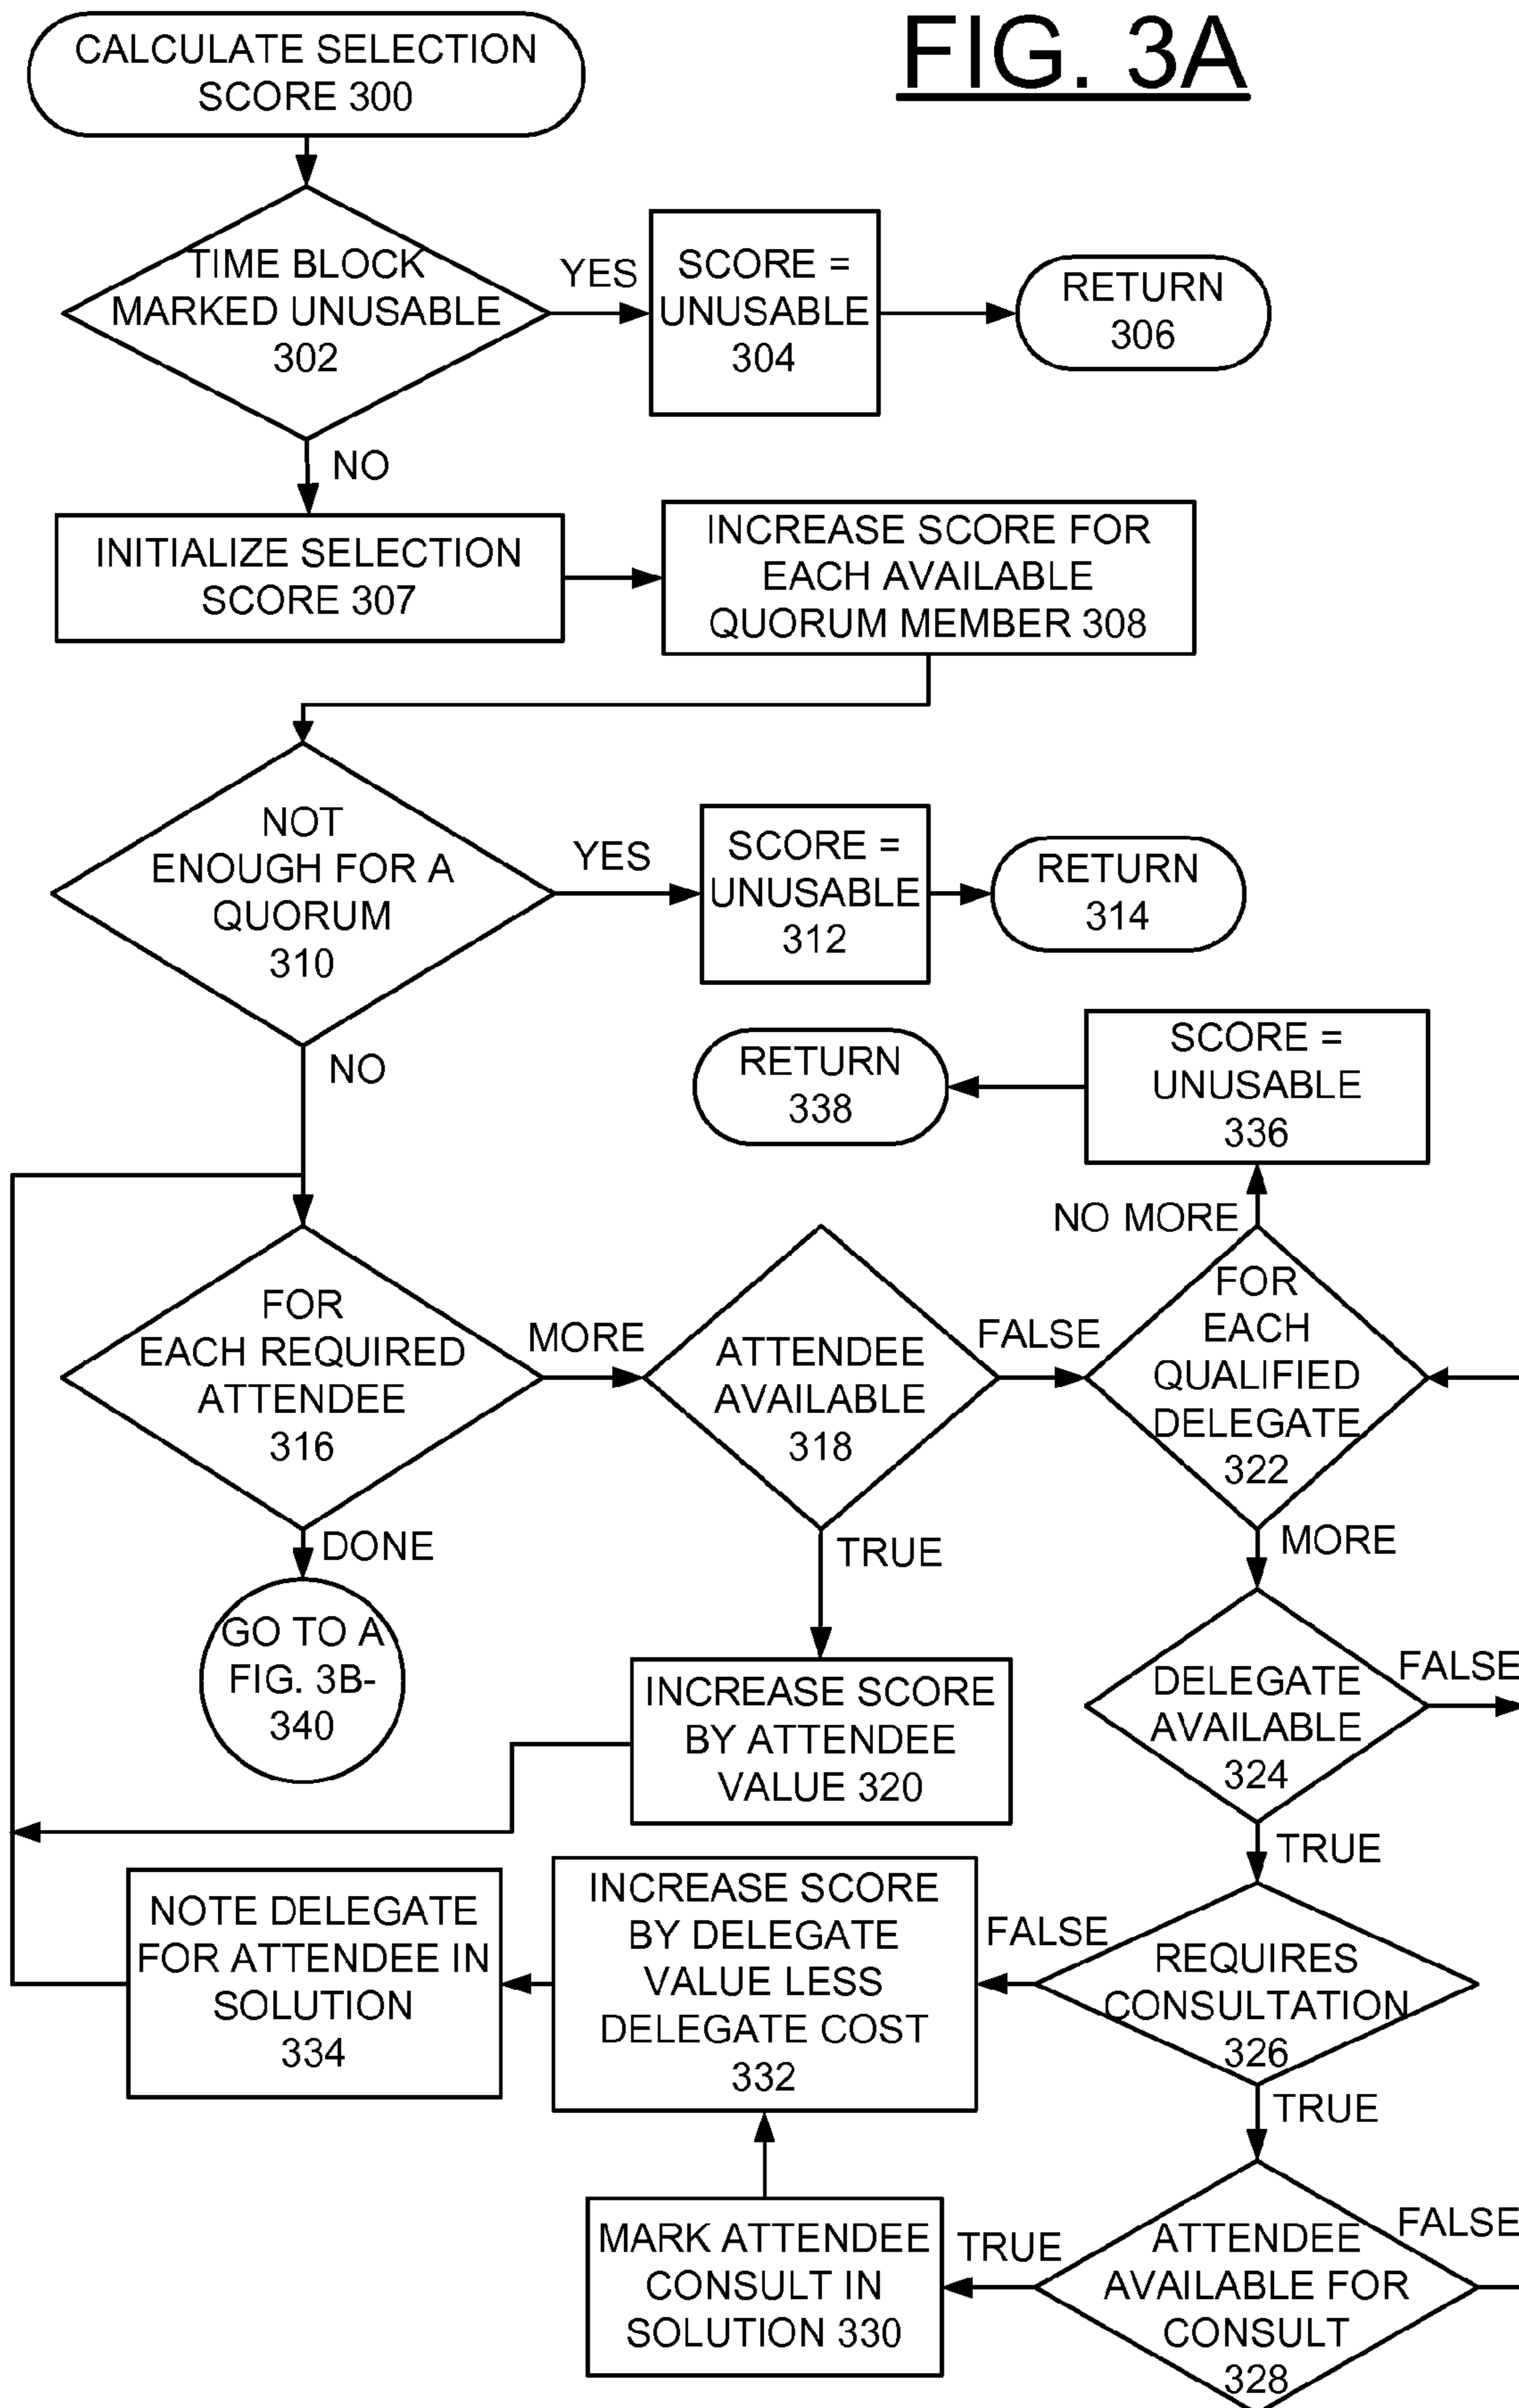 FIG. 3A
CALCULATE SELECTION
SCORE 300
TIME BLOCK
MARKED UNUSABLE
302
YES
SCORE =
UNUSABLE
304
RETURN
306
NO
INITIALIZE SELECTION
SCORE 307
INCREASE SCORE FOR
EACH AVAILABLE
QUORUM MEMBER 308
NOT
ENOUGH FOR A
QUORUM
310
YES
SCORE =
UNUSABLE
312
RETURN
314
NO
RETURN
338
SCORE =
UNUSABLE
336
NO MORE
FOR
EACH REQUIRED
ATTENDEE
316
MORE
ATTENDEE
AVAILABLE
318
FALSE
FOR
EACH
QUALIFIED
DELEGATE
322
DONE
TRUE
MORE
GO TO A
FIG. 3B-
340
INCREASE SCORE
BY ATTENDEE
VALUE 320
DELEGATE
AVAILABLE
324
FALSE
TRUE
NOTE DELEGATE
FOR ATTENDEE IN
SOLUTION
334
INCREASE SCORE
BY DELEGATE
VALUE LESS
DELEGATE COST
332
FALSE
REQUIRES
CONSULTATION
326
TRUE
MARK ATTENDEE
CONSULT IN
SOLUTION 330
TRUE
ATTENDEE
AVAILABLE FOR
CONSULT
328
FALSE